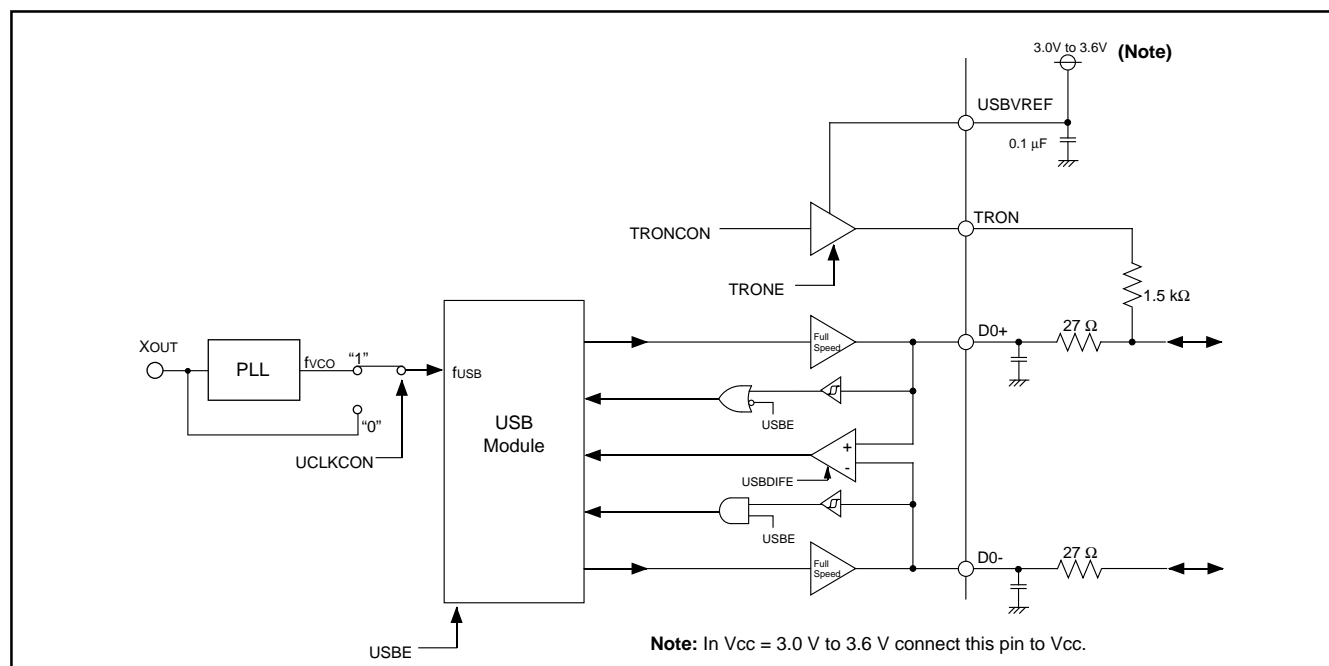 3.0V to 3.6V (Note)
USBVREF
0.1 µF
TRONCON
TRON
TRONE
1.5 kΩ
XOUT
PLL
fVCO
“1”
“0”
UCLKCON
fUSB
USB
Module
Full
Speed
D0+
27 Ω
USBE
+
-
USBDIFE
USBE
Full
Speed
D0-
27 Ω
USBE
Note: In Vcc = 3.0 V to 3.6 V connect this pin to Vcc.